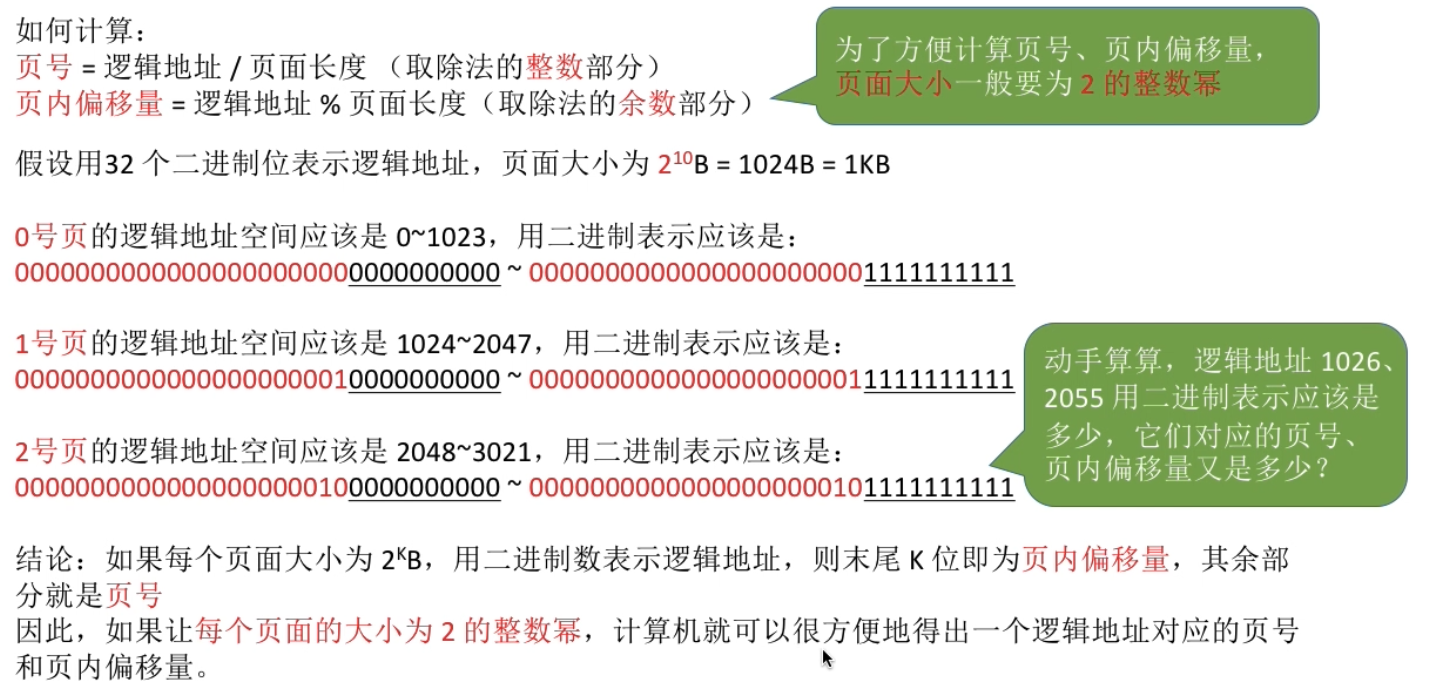 如何计算：
页号 = 逻辑地址 / 页面长度 （取除法的整数部分）
页内偏移量 = 逻辑地址 % 页面长度（取除法的余数部分）
为了方便计算页号、页内偏移量，
页面大小一般要为 2 的整数幂
假设用32 个二进制位表示逻辑地址，页面大小为 2¹⁰B = 1024B = 1KB
0号页的逻辑地址空间应该是 0~1023，用二进制表示应该是：
00000000000000000000000000000000 ~ 00000000000000000000001111111111
1号页的逻辑地址空间应该是 1024~2047，用二进制表示应该是：
00000000000000000000010000000000 ~ 00000000000000000000011111111111
2号页的逻辑地址空间应该是 2048~3021，用二进制表示应该是：
00000000000000000000100000000000 ~ 00000000000000000000101111111111
动手算算，逻辑地址 1026、
2055 用二进制表示应该是
多少，它们对应的页号、
页内偏移量又是多少？
结论：如果每个页面大小为 2ᴷB，用二进制数表示逻辑地址，则末尾 K 位即为页内偏移量，其余部
分就是页号
因此，如果让每个页面的大小为 2 的整数幂，计算机就可以很方便地得出一个逻辑地址对应的页号
和页内偏移量。